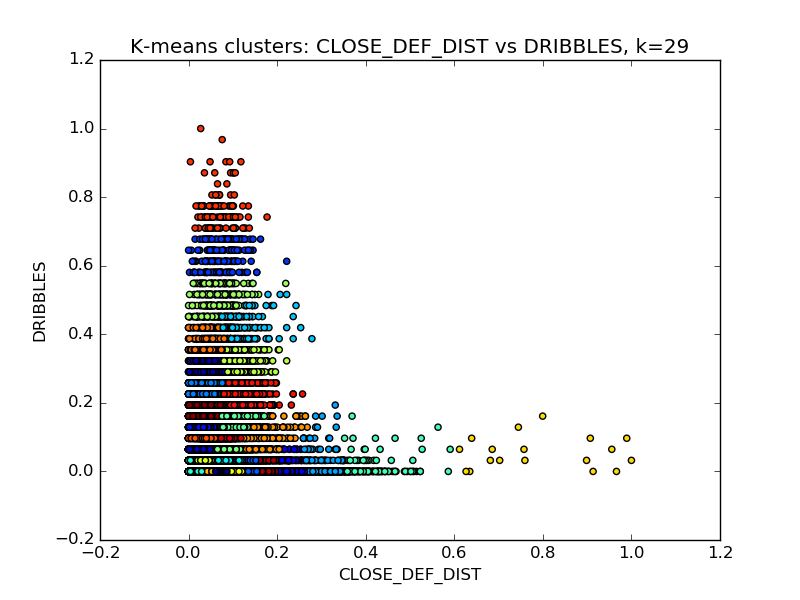 K-means clusters: CLOSE_DEF_DIST vs DRIBBLES, k=29
1.2
1.0
0.8
0.6
0.4
0.2
0.0
−0.2
DRIBBLES
−0.2 0.0 0.2 0.4 0.6 0.8 1.0 1.2
CLOSE_DEF_DIST